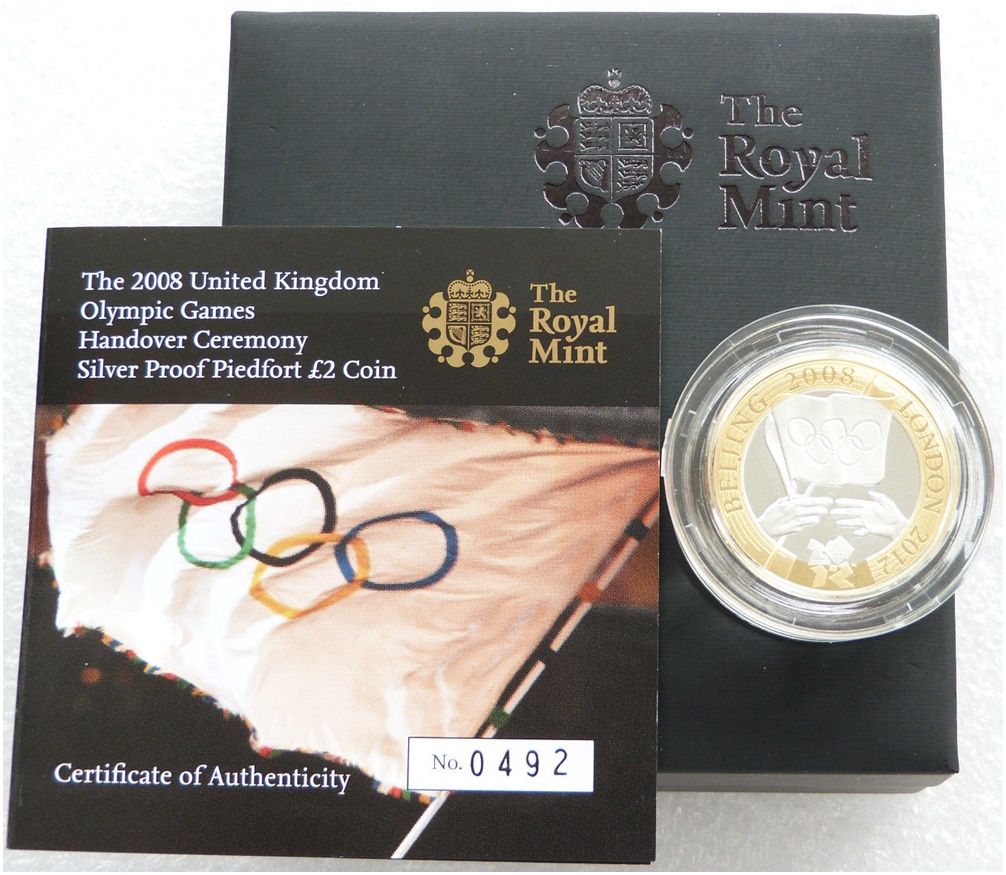 The
Royal
Mint
The 2008 United Kingdom
Olympic Games
Handover Ceremony
Silver Proof Piedfort £2 Coin
The
Royal
Mint
BEIJING 2008
LONDON 2012
Certificate of Authenticity
No. 0492